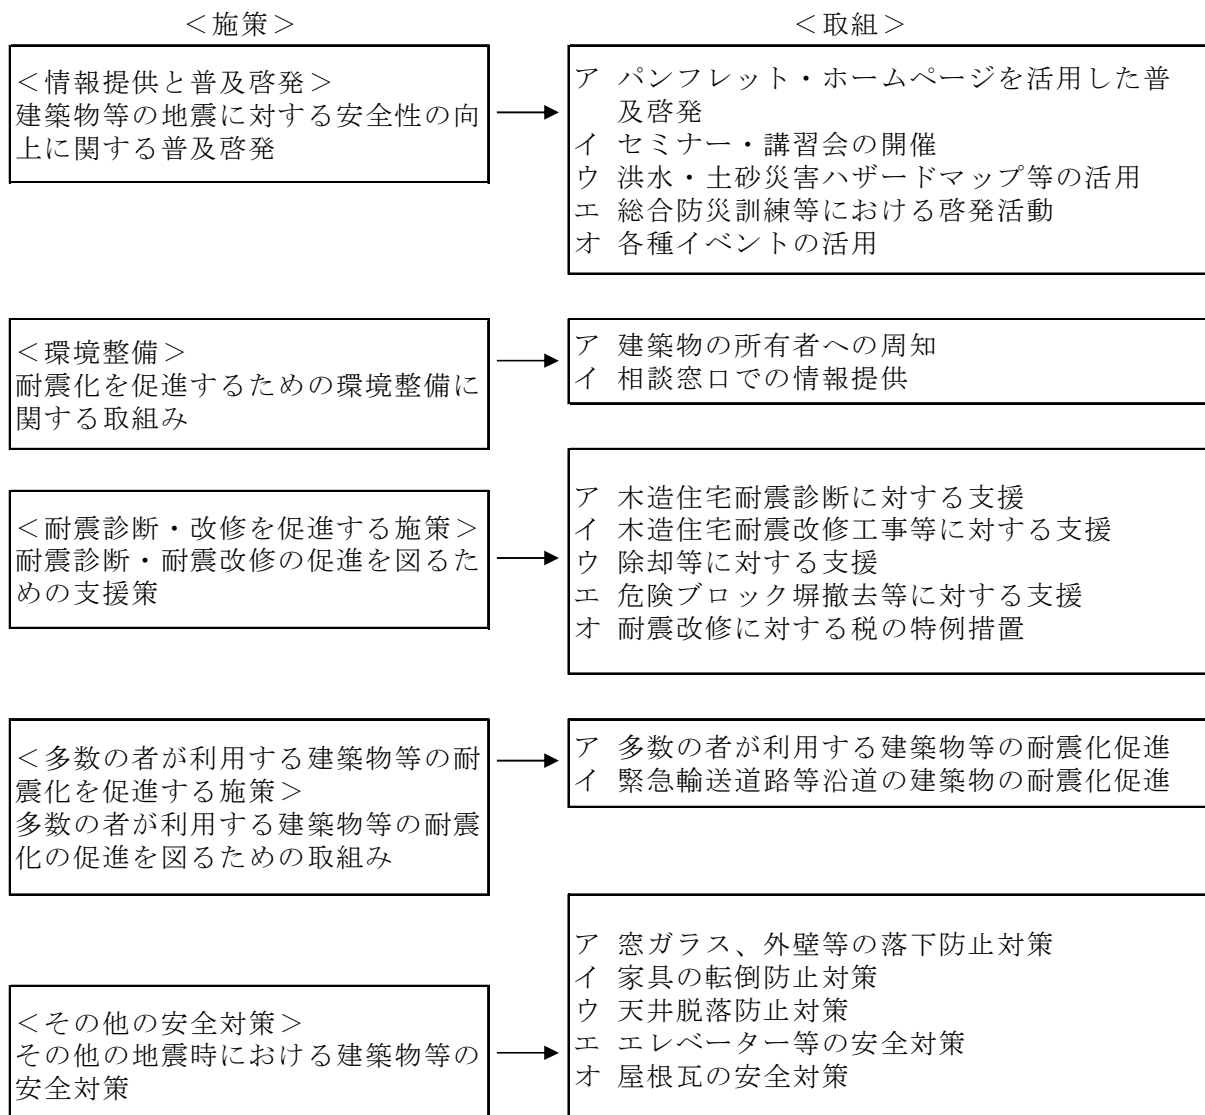 ＜施策＞
＜取組＞
＜情報提供と普及啓発＞
建築物等の地震に対する安全性の向
上に関する普及啓発
ア パンフレット・ホームページを活用した普
及啓発
イ セミナー・講習会の開催
ウ 洪水・土砂災害ハザードマップ等の活用
エ 総合防災訓練等における啓発活動
オ 各種イベントの活用
＜環境整備＞
耐震化を促進するための環境整備に
関する取組み
ア 建築物の所有者への周知
イ 相談窓口での情報提供
＜耐震診断・改修を促進する施策＞
耐震診断・耐震改修の促進を図るた
めの支援策
ア 木造住宅耐震診断に対する支援
イ 木造住宅耐震改修工事等に対する支援
ウ 除却等に対する支援
エ 危険ブロック塀撤去等に対する支援
オ 耐震改修に対する税の特例措置
＜多数の者が利用する建築物等の耐
震化を促進する施策＞
多数の者が利用する建築物等の耐震
化の促進を図るための取組み
ア 多数の者が利用する建築物等の耐震化促進
イ 緊急輸送道路等沿道の建築物の耐震化促進
＜その他の安全対策＞
その他の地震時における建築物等の
安全対策
ア 窓ガラス、外壁等の落下防止対策
イ 家具の転倒防止対策
ウ 天井脱落防止対策
エ エレベーター等の安全対策
オ 屋根瓦の安全対策